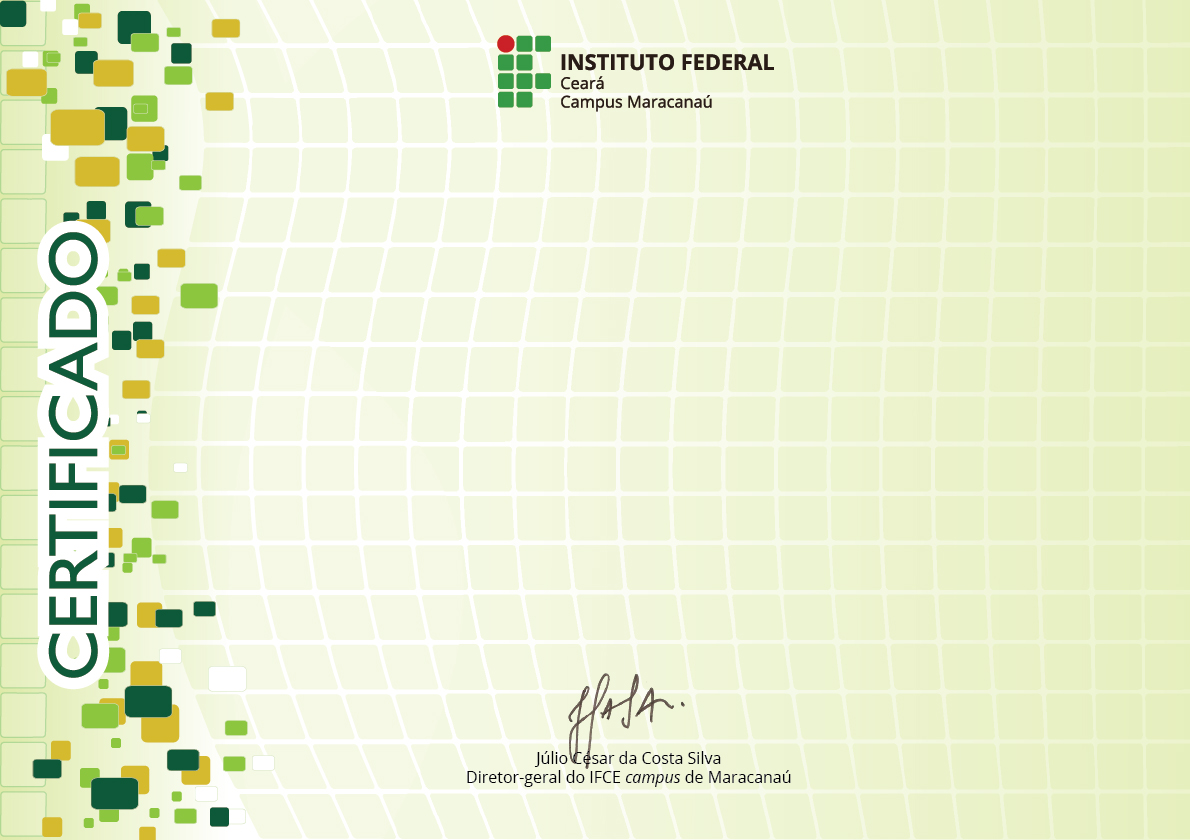 INSTITUTO FEDERAL
Ceará
Campus Maracanaú
CERTIFICADO
Júlio César da Costa Silva
Diretor-geral do IFCE campus de Maracanaú